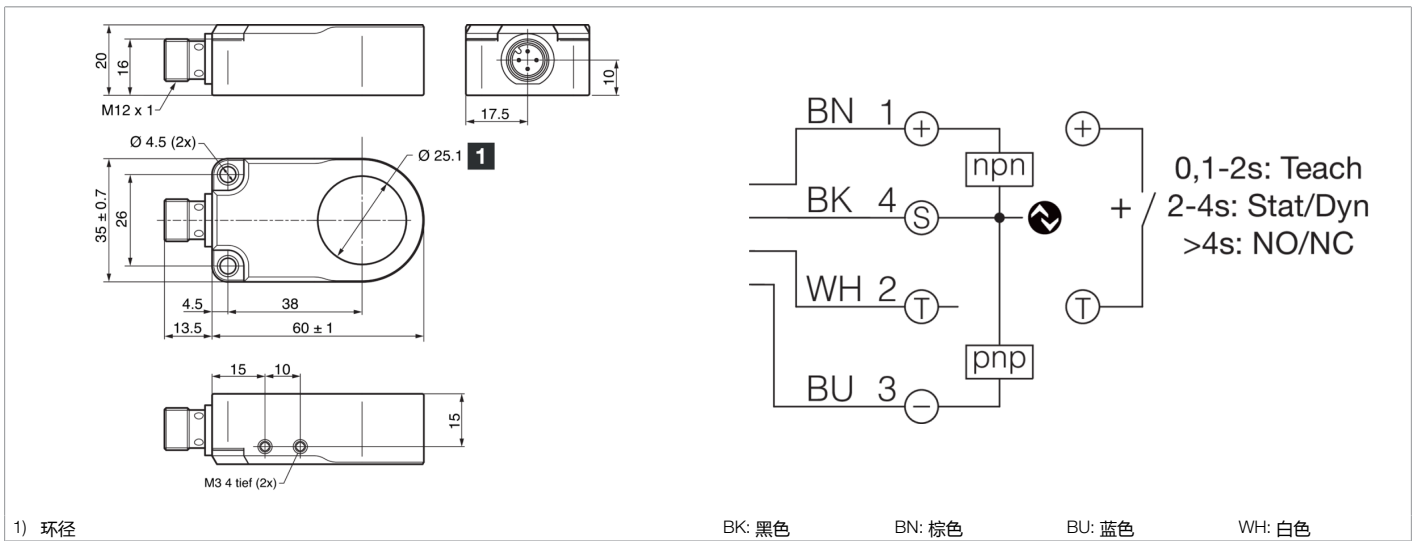 20
16
M12 x 1
10
17.5
Ø 4.5 (2x)
Ø 25.1 1
35 ± 0.7
26
4.5
38
13.5
60 ± 1
15
10
15
M3 4 tief (2x)
BN 1 +
npn
BK 4 S
WH 2 T
pnp
BU 3 −
+
+
T
0,1-2s: Teach
2-4s: Stat/Dyn
>4s: NO/NC
1) 环径
BK: 黑色 BN: 棕色 BU: 蓝色 WH: 白色